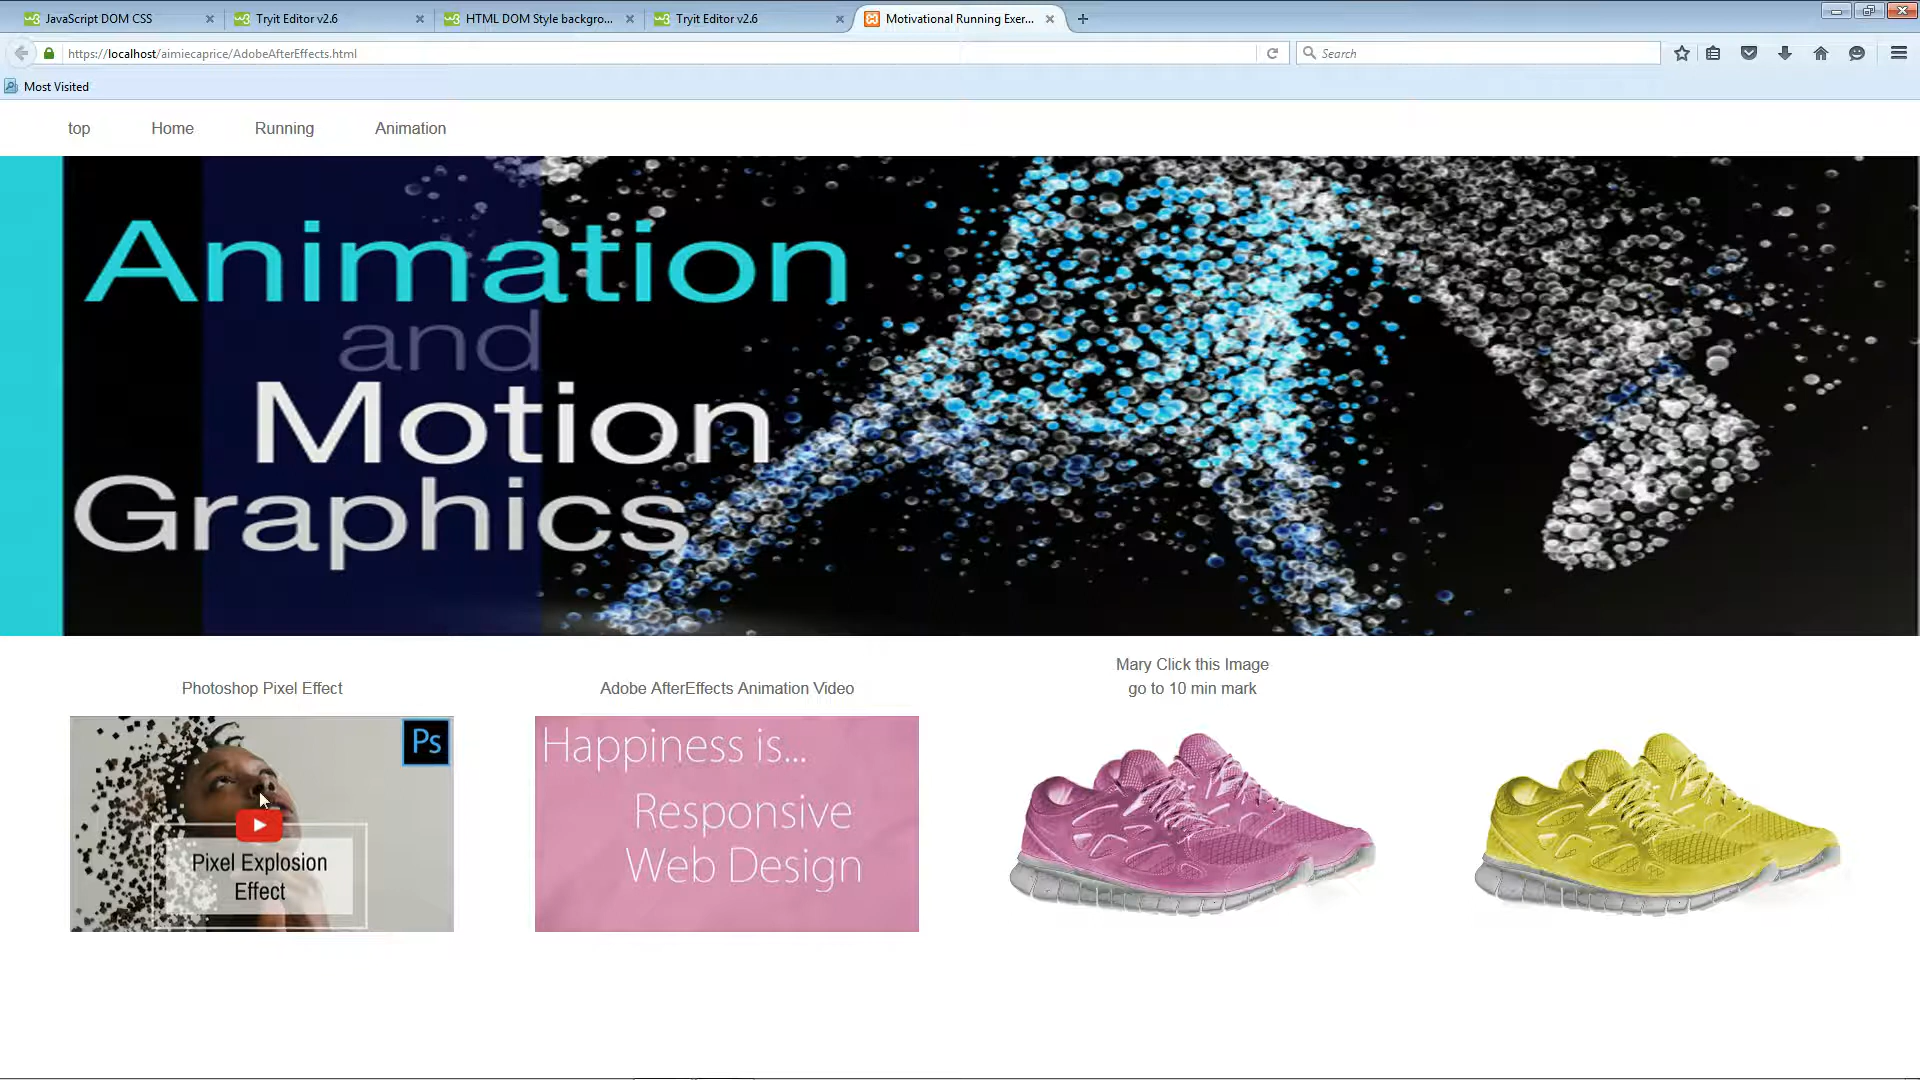 JavaScript DOM CSS
Tryit Editor v2.6
HTML DOM Style backgro...
Tryit Editor v2.6
Motivational Running Exer...
https://localhost/aimiecaprice/AdobeAfterEffects.html
Search
Most Visited
top
Home
Running
Animation
Animation
and
Motion
Graphics
Mary Click this Image
go to 10 min mark
Photoshop Pixel Effect
Adobe AfterEffects Animation Video
Ps
Pixel Explosion
Effect
Happiness is...
Responsive
Web Design